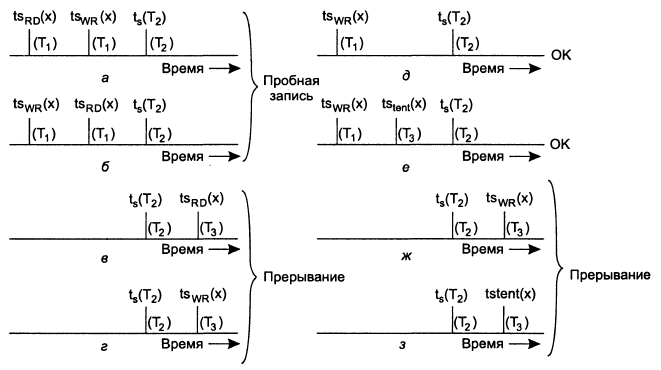 ts_RD(x) ts_WR(x) t_s(T_2)
(T_1) (T_1) (T_2)
а Время
ts_WR(x) ts_RD(x) t_s(T_2)
(T_1) (T_1) (T_2)
б Время
Пробная
запись
ts_WR(x) t_s(T_2)
(T_1) (T_2)
д Время
OK
ts_WR(x) ts_tent(x) t_s(T_2)
(T_1) (T_3) (T_2)
е Время
OK
t_s(T_2) ts_RD(x)
(T_2) (T_3)
в Время
t_s(T_2) ts_WR(x)
(T_2) (T_3)
г Время
Прерывание
t_s(T_2) ts_WR(x)
(T_2) (T_3)
ж Время
t_s(T_2) tstent(x)
(T_2) (T_3)
з Время
Прерывание